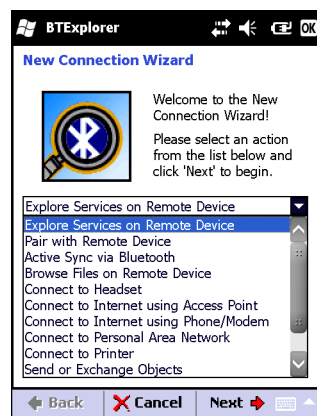 BTExplorer
OK
New Connection Wizard
Welcome to the New
Connection Wizard!
Please select an action
from the list below and
click 'Next' to begin.
Explore Services on Remote Device
Explore Services on Remote Device
Pair with Remote Device
Active Sync via Bluetooth
Browse Files on Remote Device
Connect to Headset
Connect to Internet using Access Point
Connect to Internet using Phone/Modem
Connect to Personal Area Network
Connect to Printer
Send or Exchange Objects
Back Cancel Next